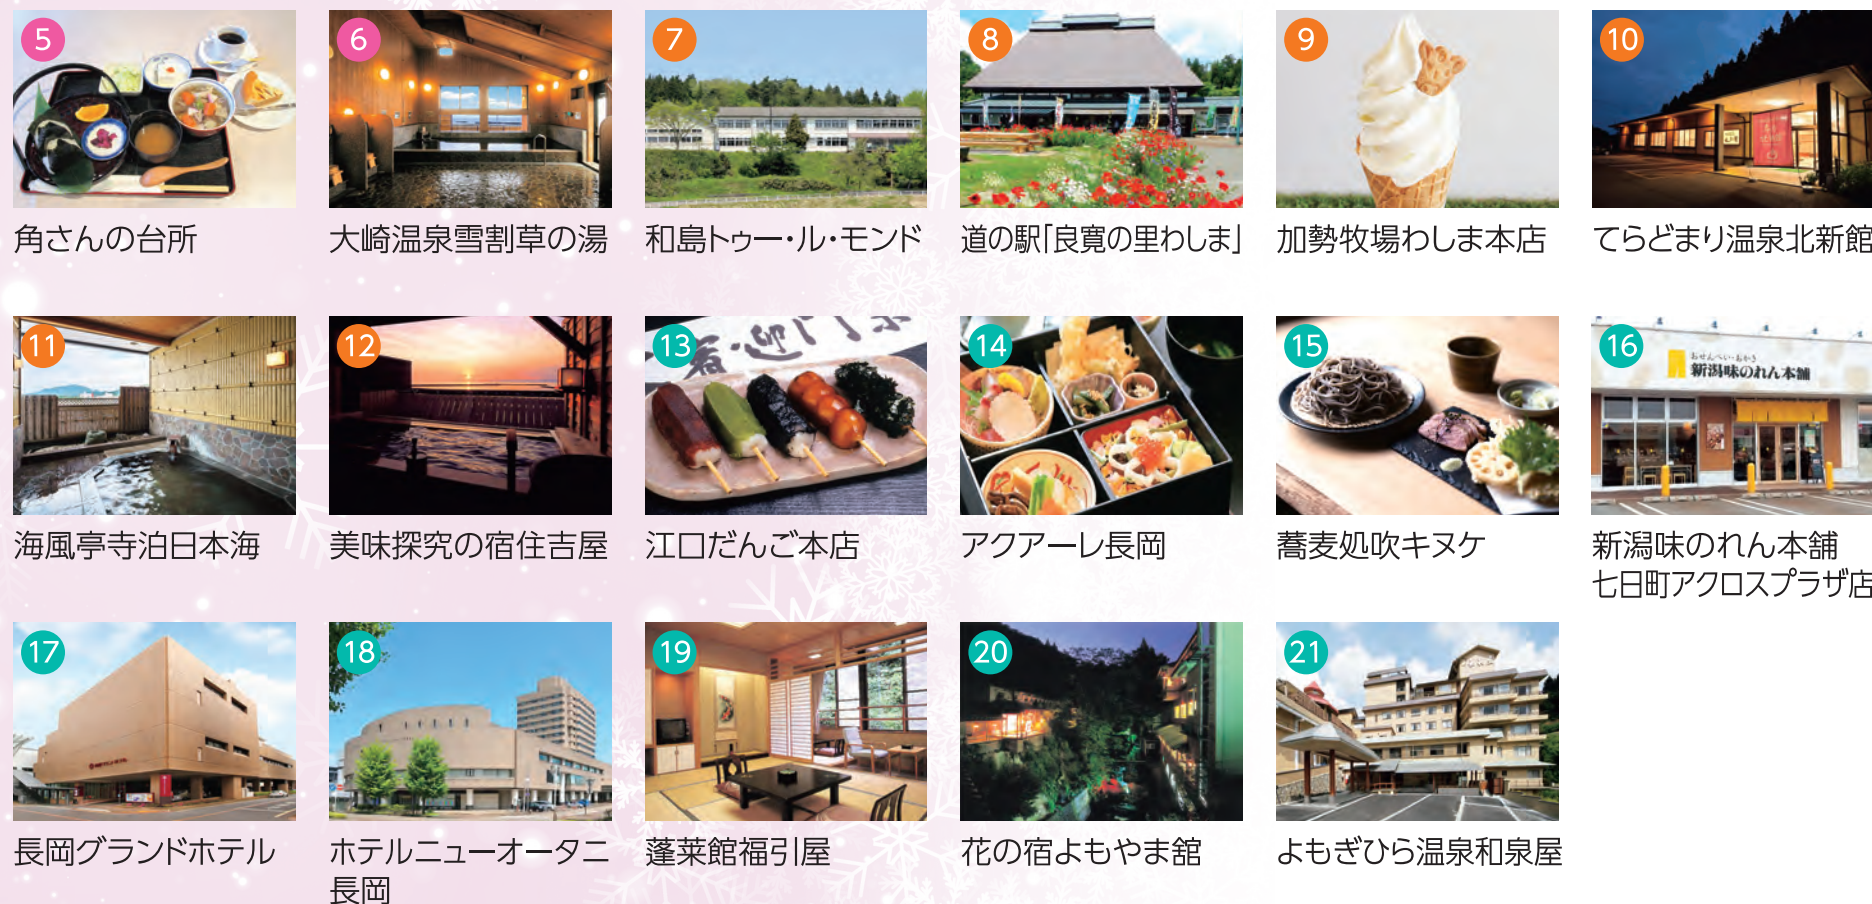 5
角さんの台所
6
大崎温泉雪割草の湯
7
和島トゥー・ル・モンド
8
道の駅「良寛の里わしま」
9
加勢牧場わしま本店
10
てらどまり温泉北新館
11
海風亭寺泊日本海
12
美味探究の宿住吉屋
13
江口だんご本店
14
アクアーレ長岡
15
蕎麦処吹キヌケ
16
おせんべい・おかき
新潟味のれん本舗
新潟味のれん本舗
七日町アクロスプラザ店
17
長岡グランドホテル
18
ホテルニューオータニ
長岡
19
蓬莱館福引屋
20
花の宿よもやま舘
21
よもぎひら温泉和泉屋